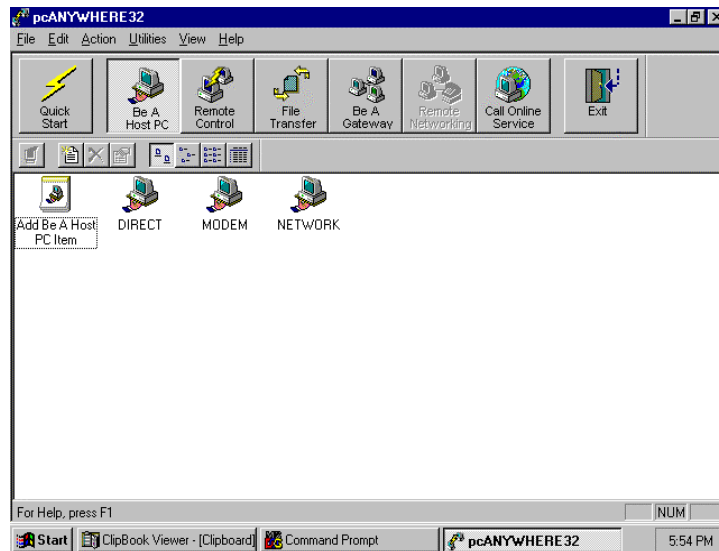 pcANYWHERE32
File Edit Action Utilities View Help
Quick Start
Be A Host PC
Remote Control
File Transfer
Be A Gateway
Remote Networking
Call Online Service
Exit
Add Be A Host PC Item
DIRECT
MODEM
NETWORK
For Help, press F1
NUM
Start
ClipBook Viewer - [Clipboard]
Command Prompt
pcANYWHERE32
5:54 PM